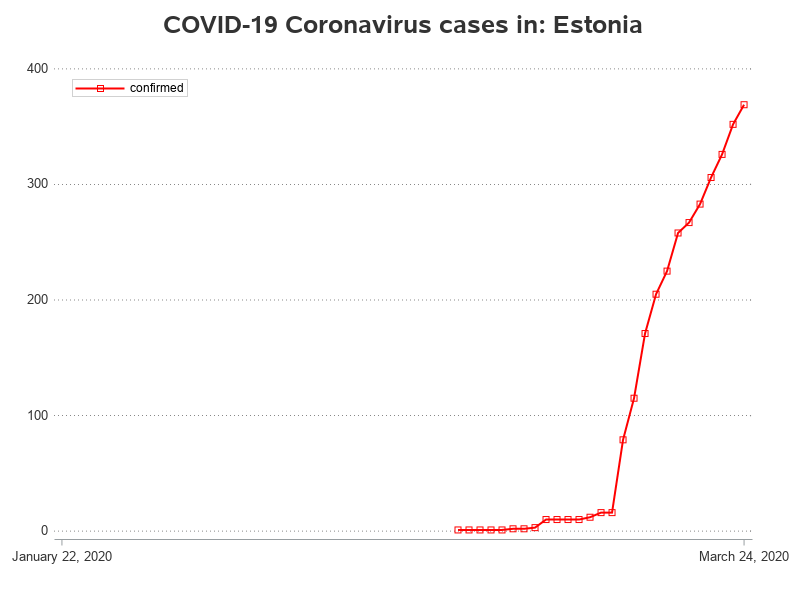 COVID-19 Coronavirus cases in: Estonia
400
confirmed
300
200
100
0
January 22, 2020
March 24, 2020